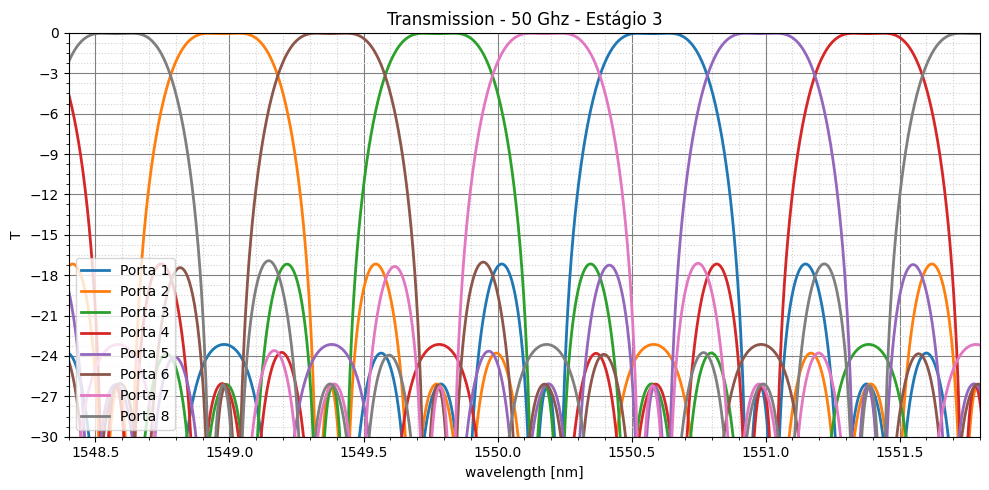 Transmission - 50 Ghz - Estágio 3
T
0
−3
−6
−9
−12
−15
−18
−21
−24
−27
−30
Porta 1
Porta 2
Porta 3
Porta 4
Porta 5
Porta 6
Porta 7
Porta 8
1548.5 1549.0 1549.5 1550.0 1550.5 1551.0 1551.5
wavelength [nm]